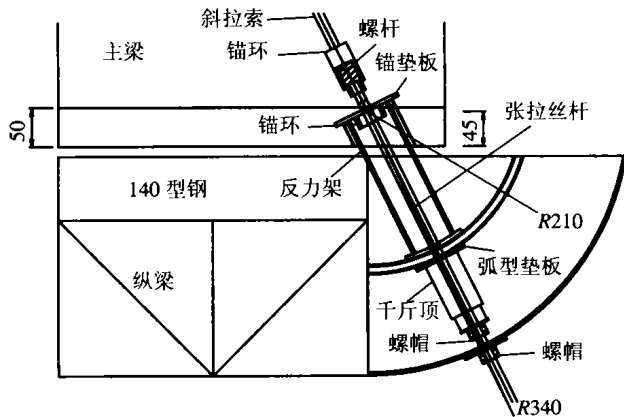 斜拉索
锚环
螺杆
主梁
锚垫板
50
锚环
45
张拉丝杆
140 型钢
反力架
R210
纵梁
弧型垫板
千斤顶
螺帽
螺帽
R340